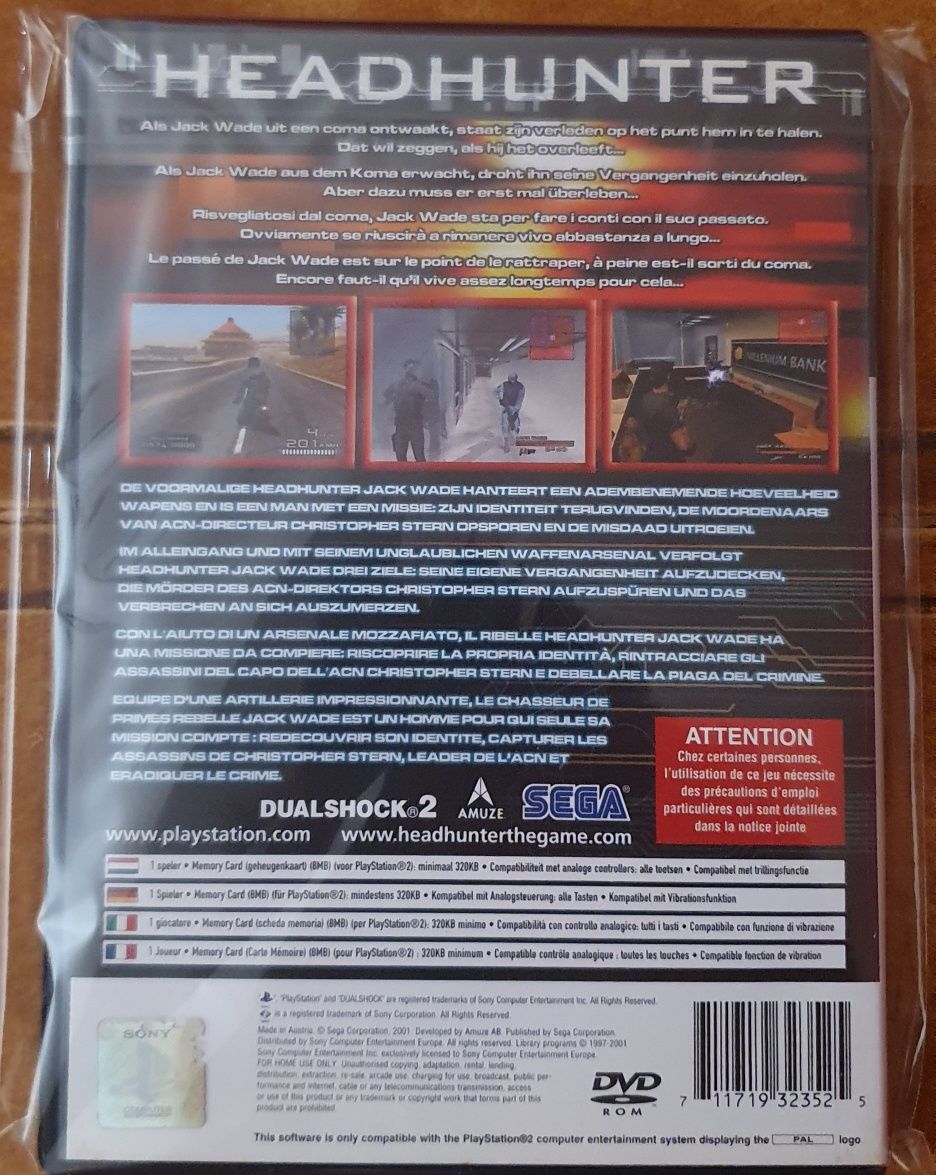 HEADHUNTER
Als Jack Wade uit een coma ontwaakt, staat zijn verleden op het punt hem in te halen.
Dat wil zeggen, als hij het overleeft...
Als Jack Wade aus dem Koma erwacht, droht ihn seine Vergangenheit einzuholen.
Aber dazu muss er erst mal überleben...
Risvegliatosi dal coma, Jack Wade sta per fare i conti con il suo passato.
Ovviamente se riuscirà a rimanere vivo abbastanza a lungo...
Le passé de Jack Wade est sur le point de le rattraper, à peine est-il sorti du coma.
Encore faut-il qu'il vive assez longtemps pour cela...
MILLENIUM BANK
201
DE VOORMALIGE HEADHUNTER JACK WADE HANTEERT EEN ADEMBENEMENDE HOEVEELHEID
WAPENS EN IS EEN MAN MET EEN MISSIE: ZIJN IDENTITEIT TERUGVINDEN, DE MOORDENAARS
VAN ACN-DIRECTEUR CHRISTOPHER STERN OPSPOREN EN DE MISDAAD UITROEIEN.
IM ALLEINGANG UND MIT SEINEM UNGLAUBLICHEN WAFFENARSENAL VERFOLGT
HEADHUNTER JACK WADE DREI ZIELE: SEINE EIGENE VERGANGENHEIT AUFZUDECKEN,
DIE MÖRDER DES ACN-DIREKTORS CHRISTOPHER STERN AUFZUSPÜREN UND DAS
VERBRECHEN AN SICH AUSZUMERZEN.
CON L'AIUTO DI UN ARSENALE MOZZAFIATO, IL RIBELLE HEADHUNTER JACK WADE HA
UNA MISSIONE DA COMPIERE: RISCOPRIRE LA PROPRIA IDENTITÀ, RINTRACCIARE GLI
ASSASSINI DEL CAPO DELL'ACN CHRISTOPHER STERN E DEBELLARE LA PIAGA DEL CRIMINE.
EQUIPE D'UNE ARTILLERIE IMPRESSIONNANTE, LE CHASSEUR DE
PRIMES REBELLE JACK WADE EST UN HOMME POUR QUI SEULE SA
MISSION COMPTE : REDECOUVRIR SON IDENTITE, CAPTURER LES
ASSASSINS DE CHRISTOPHER STERN, LEADER DE L'ACN ET
ERADIQUER LE CRIME.
ATTENTION
Chez certaines personnes,
l'utilisation de ce jeu nécessite
des précautions d'emploi
particulières qui sont détaillées
dans la notice jointe
DUALSHOCK®2 AMUZE SEGA®
www.playstation.com www.headhunterthegame.com
1 speler • Memory Card (geheugenkaart) (8MB) (voor PlayStation®2): minimaal 320KB • Compatibiliteit met analoge controllers: alle toetsen • Compatibel met trillingsfunctie
1 Spieler • Memory Card (8MB) (für PlayStation®2): mindestens 320KB • Kompatibel mit Analogsteuerung: alle Tasten • Kompatibel mit Vibrationsfunktion
1 giocatore • Memory Card (scheda memoria) (8MB) (per PlayStation®2): 320KB minimo • Compatibilità con controllo analogico: tutti i tasti • Compatibile con funzione di vibrazione
1 Joueur • Memory Card (Carte Mémoire) (8MB) (pour PlayStation®2) : 320KB minimum • Compatible contrôle analogique : toutes les touches • Compatible fonction de vibration
SONY
COMPUTER
"PlayStation" and "DUALSHOCK" are registered trademarks of Sony Computer Entertainment Inc. All Rights Reserved.
is a registered trademark of Sony Corporation. All Rights Reserved.
Made in Austria. © Sega Corporation, 2001. Developed by Amuze AB. Published by Sega Corporation.
Distributed by Sony Computer Entertainment Europe. All rights reserved. Library programs © 1997-2001
Sony Computer Entertainment Inc. exclusively licensed to Sony Computer Entertainment Europe.
FOR HOME USE ONLY. Unauthorised copying, adaptation, rental, lending,
distribution, extraction, re-sale, arcade use, charging for use, broadcast, public per-
formance and internet, cable or any telecommunications transmission, access
or use of this product or any trademark or copyright work that forms part of this
product are prohibited.
DVD
ROM
7 11719 32352 5
This software is only compatible with the PlayStation®2 computer entertainment system displaying the PAL logo